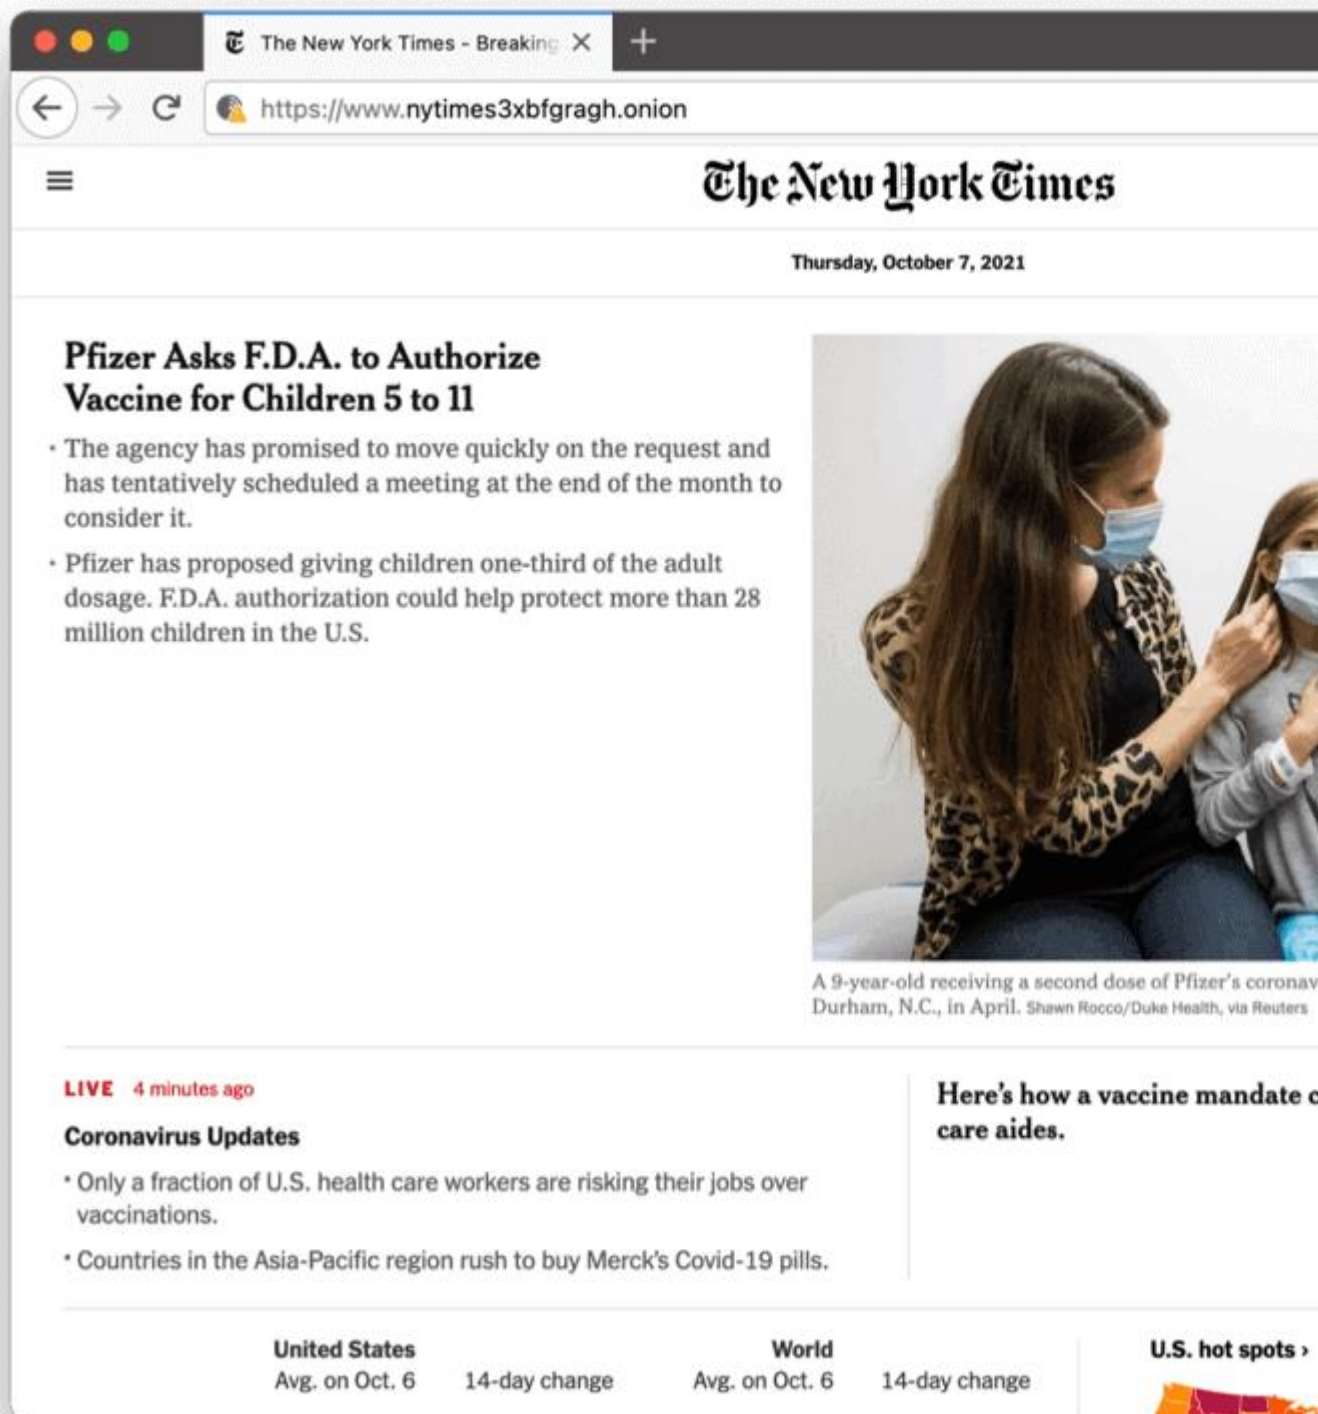 The New York Times - Breaking
https://www.nytimes3xbfgragh.onion
The New York Times
Thursday, October 7, 2021
Pfizer Asks F.D.A. to Authorize
Vaccine for Children 5 to 11
· The agency has promised to move quickly on the request and
has tentatively scheduled a meeting at the end of the month to
consider it.
· Pfizer has proposed giving children one-third of the adult
dosage. F.D.A. authorization could help protect more than 28
million children in the U.S.
A 9-year-old receiving a second dose of Pfizer's
Durham, N.C., in April. Shawn Rocco/Duke Health, via Reuters
LIVE 4 minutes ago
Coronavirus Updates
• Only a fraction of U.S. health care workers are risking their jobs over
vaccinations.
• Countries in the Asia-Pacific region rush to buy Merck's Covid-19 pills.
Here's how a vaccine mandate
care aides.
United States
Avg. on Oct. 6 14-day change
World
Avg. on Oct. 6 14-day change
U.S. hot spots ›